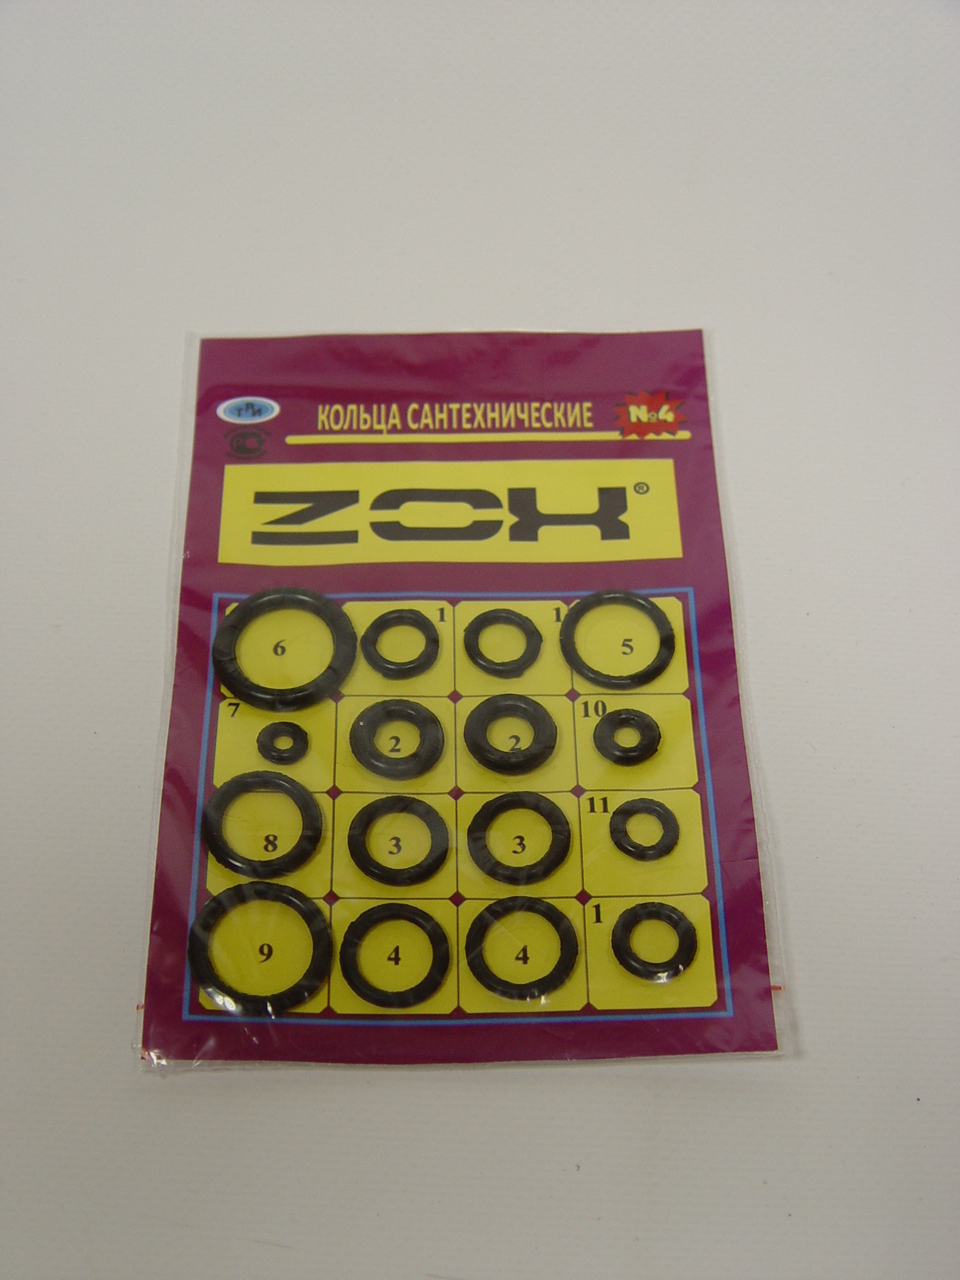 ТРИ
КОЛЬЦА САНТЕХНИЧЕСКИЕ
№4
ZOX®
6 1 1 5
7 2 2 10
8 3 3 11
9 4 4 1